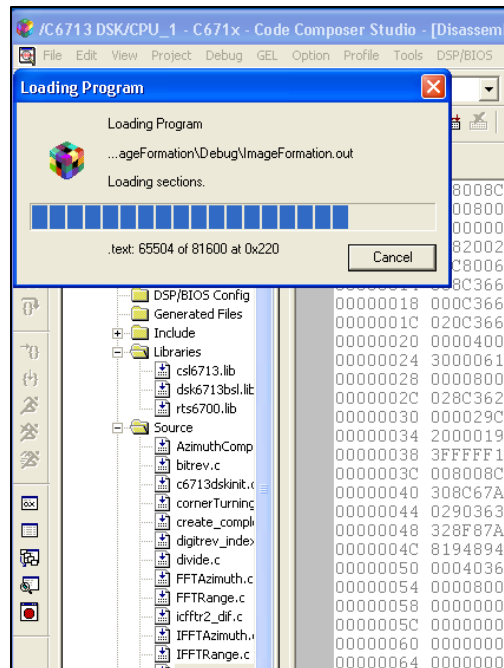 /C6713 DSK/CPU_1 - C671x - Code Composer Studio - [Disassem
File Edit View Project Debug GEL Option Profile Tools DSP/BIOS
Loading Program
Loading Program
...ageFormation\Debug\ImageFormation.out
Loading sections.
.text: 65504 of 81600 at 0x220
Cancel
DSP/BIOS Config
Generated Files
Include
Libraries
csl6713.lib
dsk6713bsl.lib
rts6700.lib
Source
AzimuthComp
bitrev.c
c6713dskinit.c
cornerTurning
create_comple
digitrev_index
divide.c
FFTAzimuth.c
FFTRange.c
icfftr2_dif.c
IFFTAzimuth.
IFFTRange.c
00000018 000C366
0000001C 020C366
00000020 0000400
00000024 3000061
00000028 0000800
0000002C 028C362
00000030 000029C
00000034 2000019
00000038 3FFFFF1
0000003C 008008C
00000040 308C67A
00000044 0290363
00000048 328F87A
0000004C 8194894
00000050 0004036
00000054 0000800
00000058 0000000
0000005C 0000000
00000060 0000000
00000064 0000000